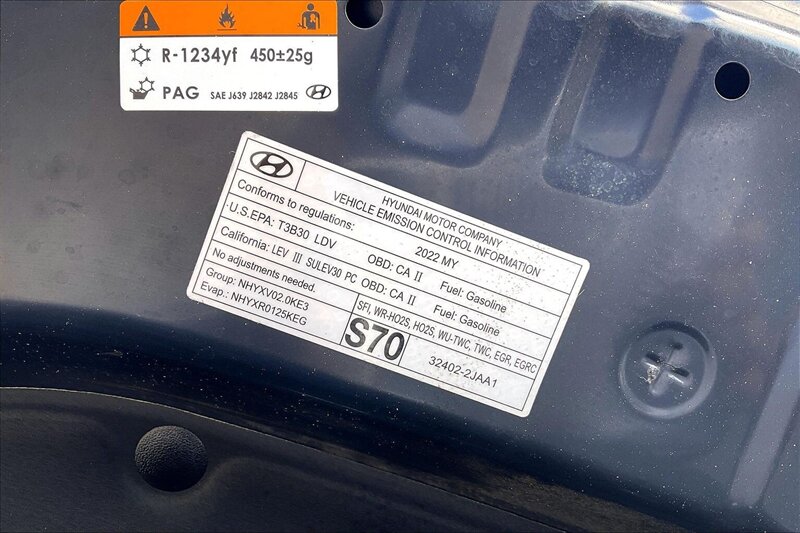 R-1234yf 450±25g
PAG SAE J639 J2842 J2845
HYUNDAI MOTOR COMPANY
VEHICLE EMISSION CONTROL INFORMATION
Conforms to regulations: 2022 MY
U.S.EPA: T3B30 LDV OBD: CA II Fuel: Gasoline
California: LEV III SULEV30 PC OBD: CA II Fuel: Gasoline
No adjustments needed.
SFI, WR-HO2S, HO2S, WU-TWC, TWC, EGR, EGRC
Group: NHYXV02.0KE3
Evap.: NHYXR0125KEG
S70
32402-2JAA1